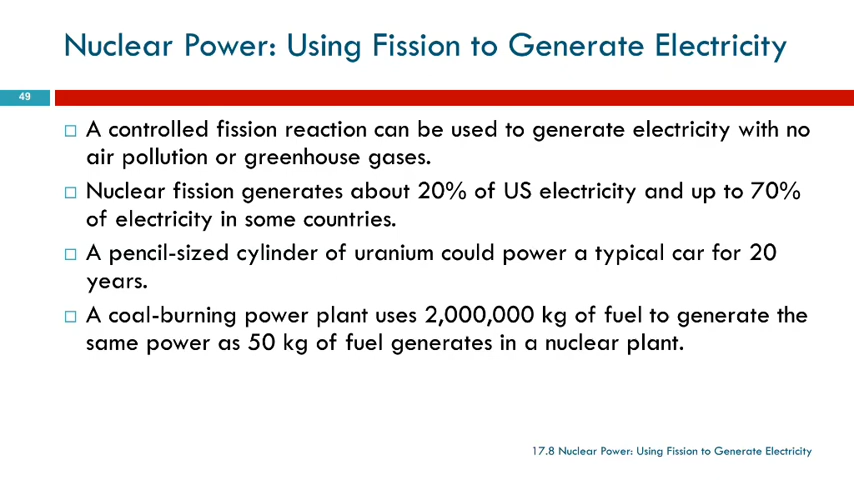 Nuclear Power: Using Fission to Generate Electricity
49
A controlled fission reaction can be used to generate electricity with no
air pollution or greenhouse gases.
Nuclear fission generates about 20% of US electricity and up to 70%
of electricity in some countries.
A pencil-sized cylinder of uranium could power a typical car for 20
years.
A coal-burning power plant uses 2,000,000 kg of fuel to generate the
same power as 50 kg of fuel generates in a nuclear plant.
17.8 Nuclear Power: Using Fission to Generate Electricity